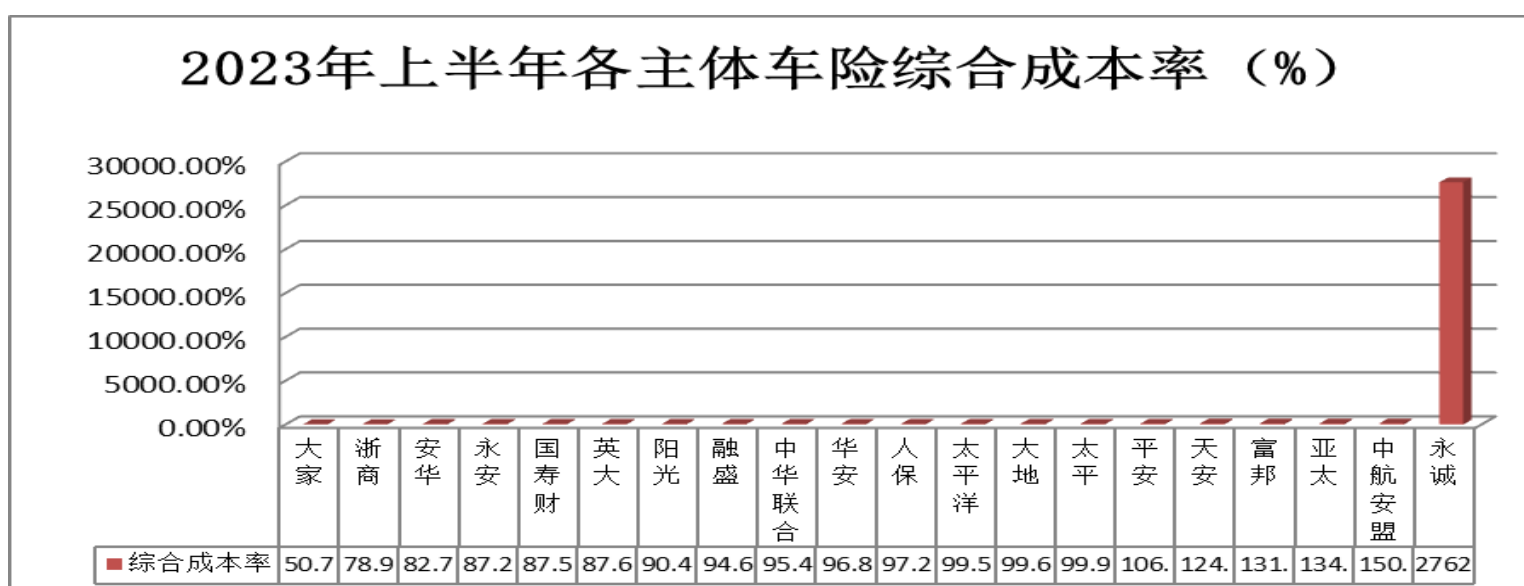 2023年上半年各主体车险综合成本率（%）
30000.00%
25000.00%
20000.00%
15000.00%
10000.00%
5000.00%
0.00%
大家 浙商 安华 永安 国寿财 英大 阳光 融盛 中华联合 华安 人保 太平洋 大地 太平 平安 天安 富邦 亚太 中航安盟 永诚
综合成本率 50.7 78.9 82.7 87.2 87.5 87.6 90.4 94.6 95.4 96.8 97.2 99.5 99.6 99.9 106. 124. 131. 134. 150. 2762